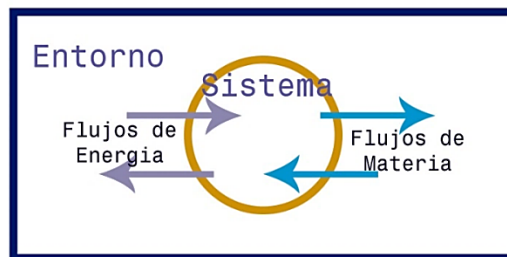 Entorno
Sistema
Flujos de
Energia
Flujos de
Materia